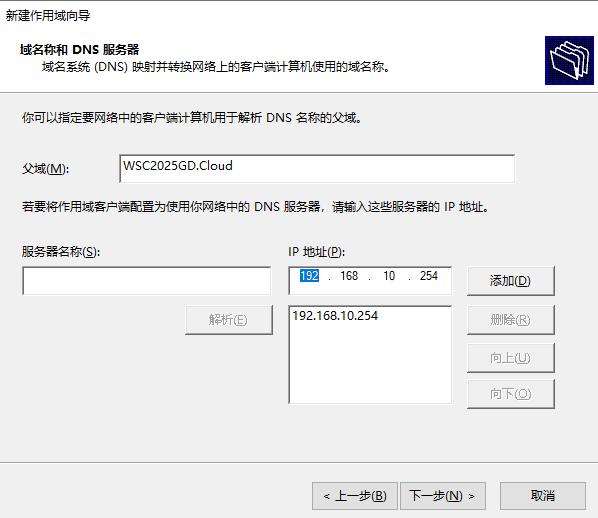 新建作用域向导
域名称和 DNS 服务器
域名系统 (DNS) 映射并转换网络上的客户端计算机使用的域名称。
你可以指定要网络中的客户端计算机用于解析 DNS 名称的父域。
父域(M):
WSC2025GD.Cloud
若要将作用域客户端配置为使用你网络中的 DNS 服务器，请输入这些服务器的 IP 地址。
服务器名称(S):
IP 地址(P):
192 . 168 . 10 . 254
添加(D)
解析(E)
192.168.10.254
删除(R)
向上(U)
向下(O)
< 上一步(B)
下一步(N) >
取消